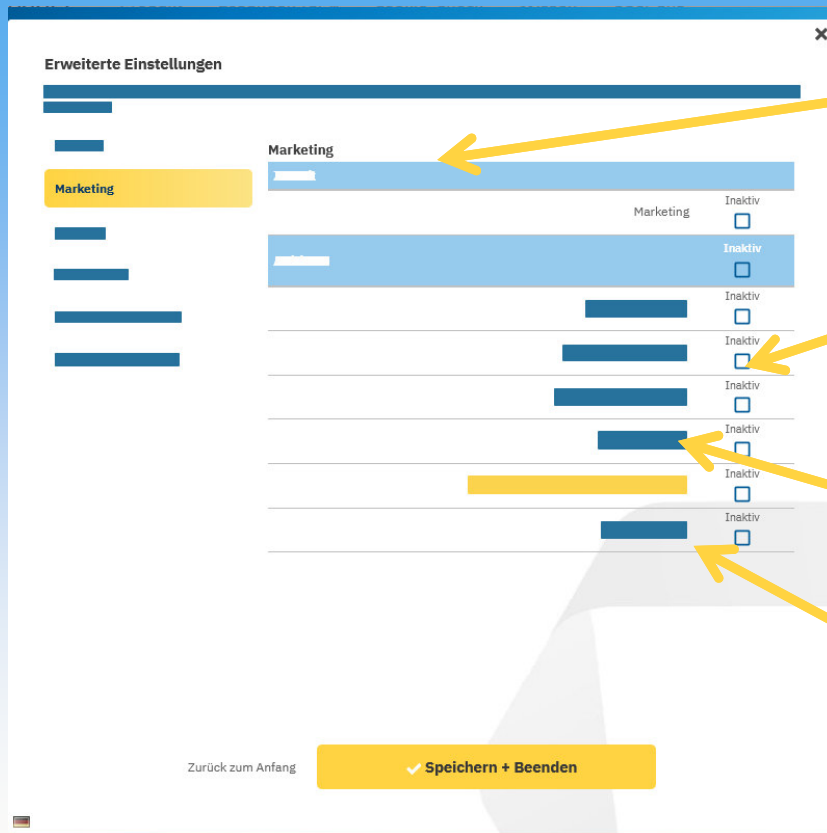 Erweiterte Einstellungen
Marketing
Marketing
Inaktiv
Marketing
Inaktiv
Inaktiv
Inaktiv
Inaktiv
Inaktiv
Inaktiv
Inaktiv
Zurück zum Anfang
Speichern + Beenden